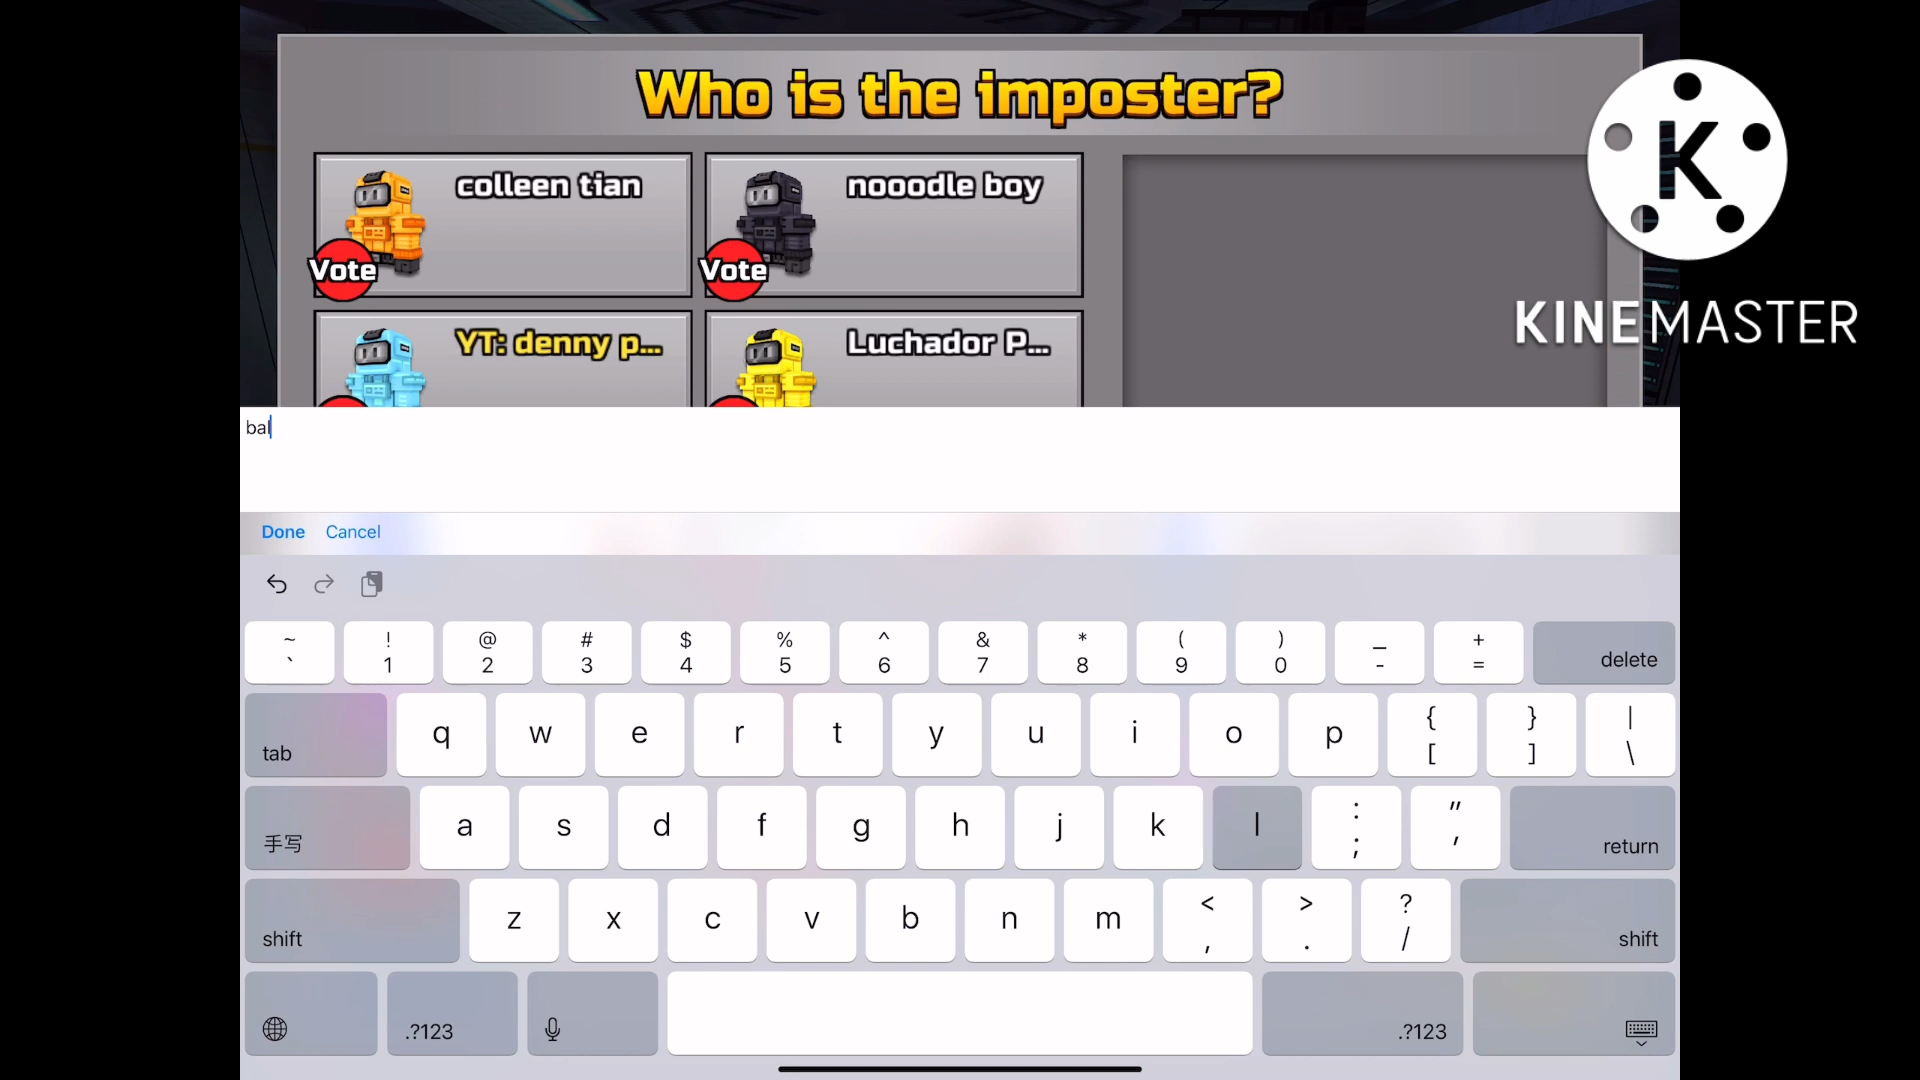 Who is the imposter?
colleen tian
nooodle boy
Vote
Vote
YT: denny p...
Luchador P...
K
KINEMASTER
bal
Done Cancel
~ ! @ # $ % ^ & * ( ) _ +
` 1 2 3 4 5 6 7 8 9 0 - = delete
tab q w e r t y u i o p { [ } ] | \
手写 a s d f g h j k l : ; " ' return
shift z x c v b n m < , > . ? / shift
.?123 .?123